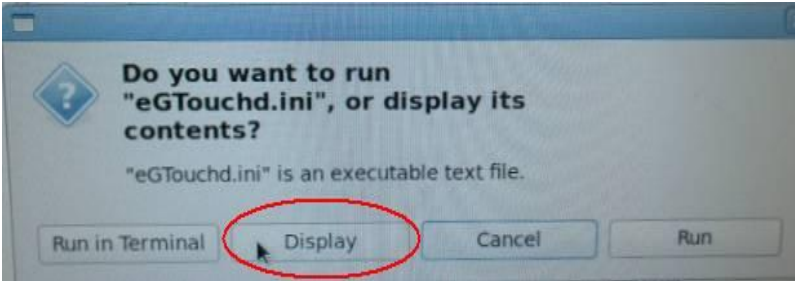 Do you want to run
"eGTouchd.ini", or display its
contents?
"eGTouchd.ini" is an executable text file.
Run in Terminal
Display
Cancel
Run